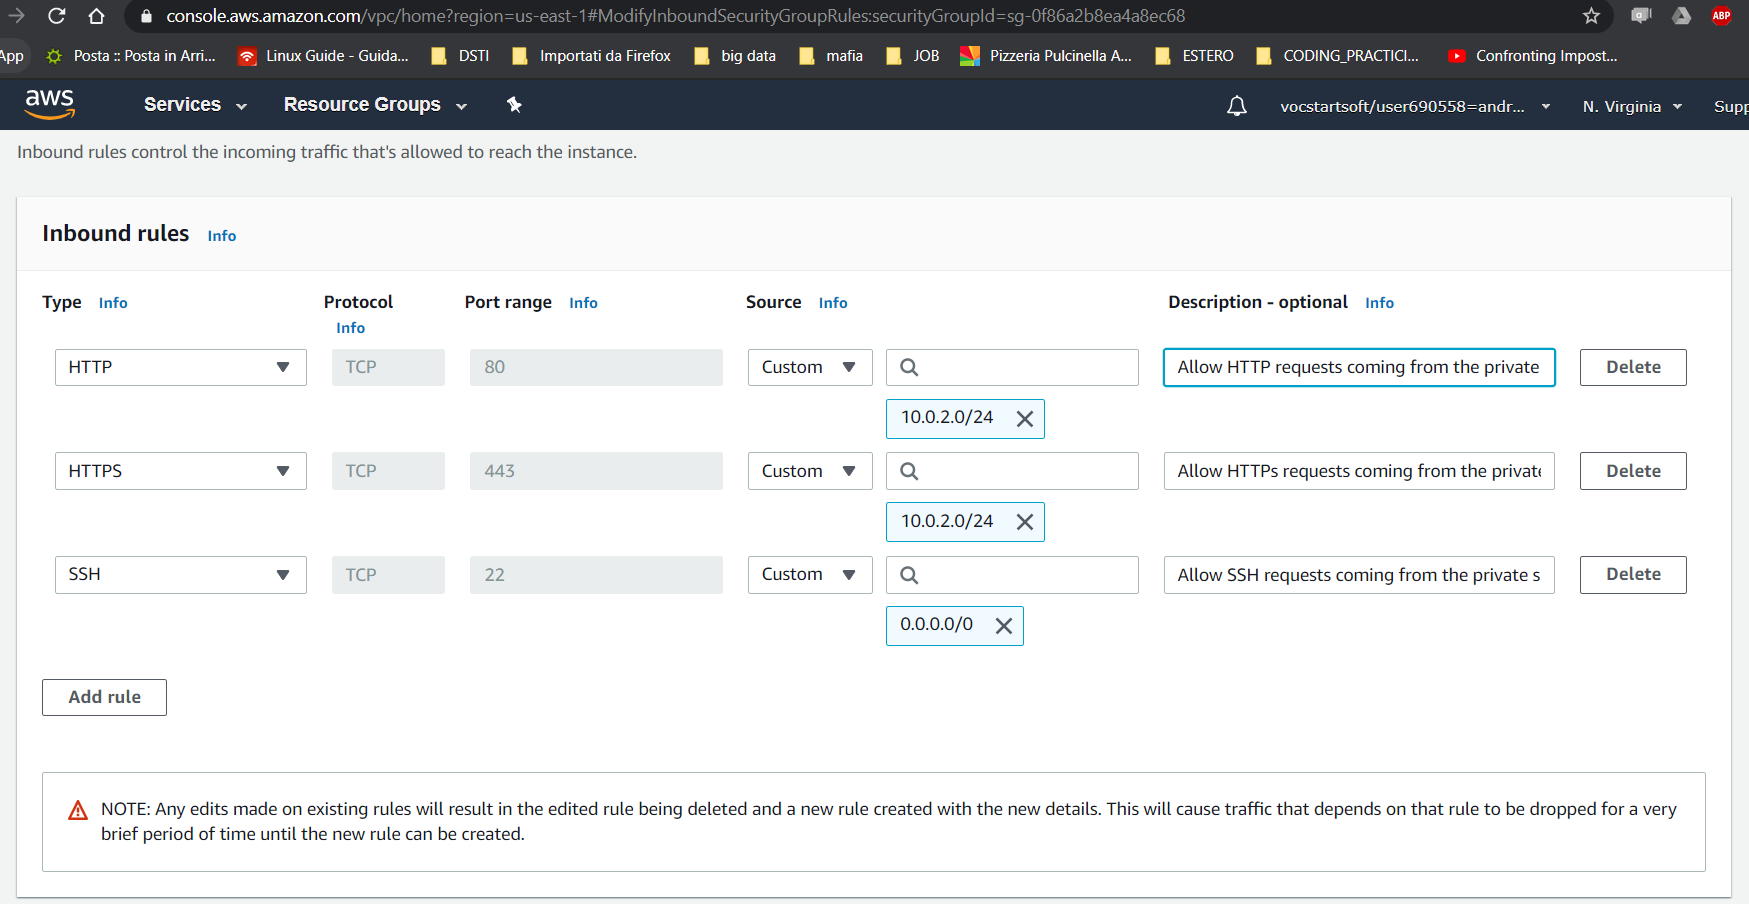 console.aws.amazon.com/vpc/home?region=us-east-1#ModifyInboundSecurityGroupRules:securityGroupId=sg-0f86a2b8ea4a8ec68 ABP
App Posta :: Posta in Arri... Linux Guide - Guida... DSTI Importati da Firefox big data mafia JOB Pizzeria Pulcinella A... ESTERO CODING_PRACTICI... Confronting Impost...
aws Services Resource Groups vocstartsoft/user690558=andr... N. Virginia Supp
Inbound rules control the incoming traffic that's allowed to reach the instance.
Inbound rules Info
Type Info Protocol Port range Info Source Info Description - optional Info
Info
HTTP TCP 80 Custom Allow HTTP requests coming from the private Delete
10.0.2.0/24
HTTPS TCP 443 Custom Allow HTTPs requests coming from the private Delete
10.0.2.0/24
SSH TCP 22 Custom Allow SSH requests coming from the private s Delete
0.0.0.0/0
Add rule
NOTE: Any edits made on existing rules will result in the edited rule being deleted and a new rule created with the new details. This will cause traffic that depends on that rule to be dropped for a very
brief period of time until the new rule can be created.